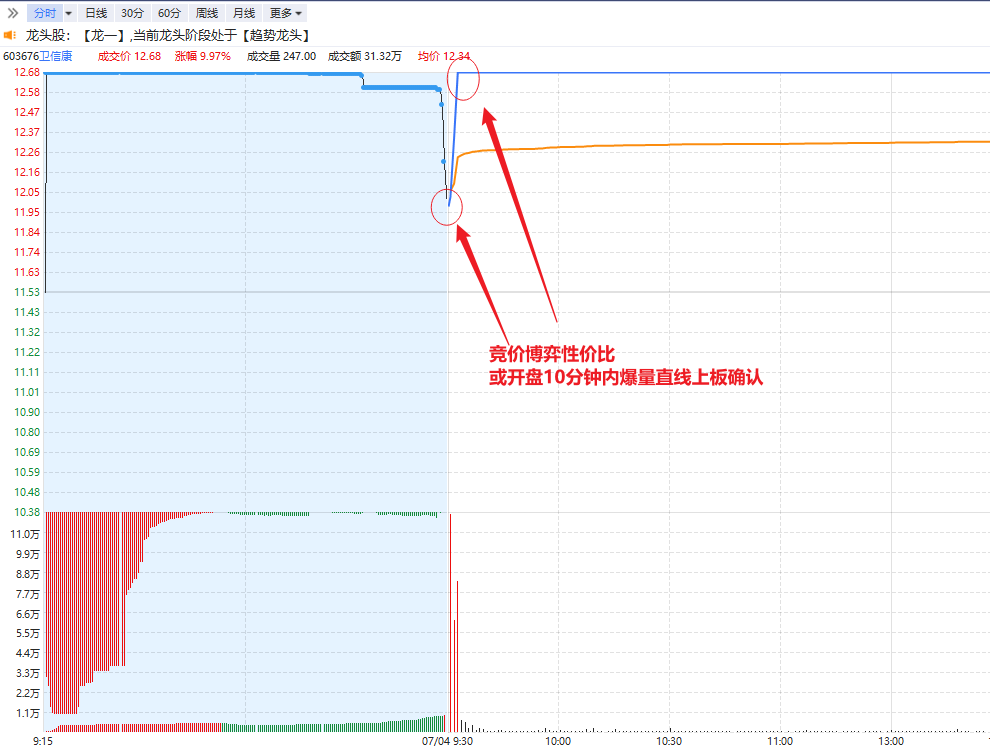 分时 日线 30分 60分 周线 月线 更多
龙头股：【龙一】,当前龙头阶段处于【趋势龙头】
603676卫信康 成交价 12.68 涨幅 9.97% 成交量 247.00 成交额 31.32万 均价 12.34
12.68
12.58
12.47
12.37
12.26
12.16
12.05
11.95
11.84
11.74
11.63
11.53
11.43
11.32
11.22
竞价博弈性价比
11.11
或开盘10分钟内爆量直线上板确认
11.01
10.90
10.80
10.69
10.59
10.48
10.38
11.0万
9.9万
8.8万
7.7万
6.6万
5.5万
4.4万
3.3万
2.2万
1.1万
9:15 07/04 9:30 10:00 10:30 11:00 13:00